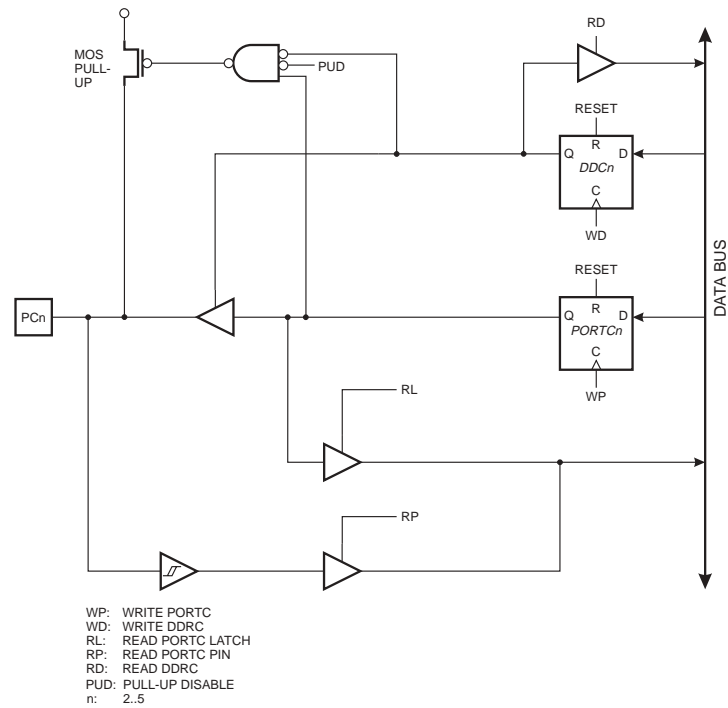 RD
MOS
PULL-
UP
PUD
RESET
R
Q
D
DDCn
C
WD
DATA BUS
RESET
R
Q
D
PCn
PORTCn
C
WP
RL
RP
WP: WRITE PORTC
WD: WRITE DDRC
RL: READ PORTC LATCH
RP: READ PORTC PIN
RD: READ DDRC
PUD: PULL-UP DISABLE
n: 2..5